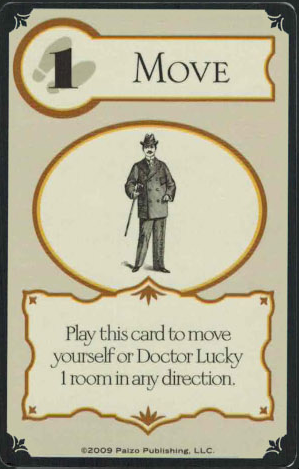 1 MOVE
Play this card to move
yourself or Doctor Lucky
1 room in any direction.
©2009 Paizo Publishing, LLC.